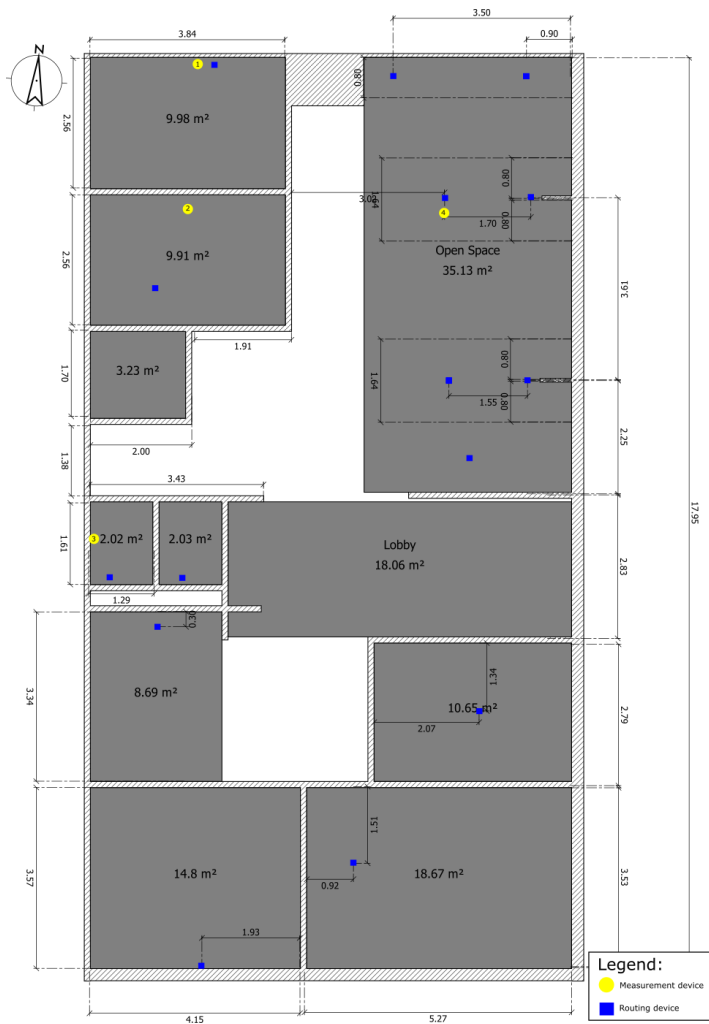 3.50
3.84
0.90
N
0.80
1
2.56
9.98 m²
17.95
0.80
1.64
3.0
2
4
1.70
0.80
2.56
9.91 m²
Open Space
35.13 m²
3.61
1.91
1.70
3.23 m²
1.64
0.80
1.55
0.80
2.00
2.25
1.38
3.43
1.61
3
2.02 m²
2.03 m²
Lobby
18.06 m²
2.83
1.29
0.30
3.34
8.69 m²
1.34
10.65 m²
2.07
2.79
1.51
3.57
14.8 m²
0.92
18.67 m²
3.53
1.93
4.15
5.27
Legend:
Measurement device
Routing device